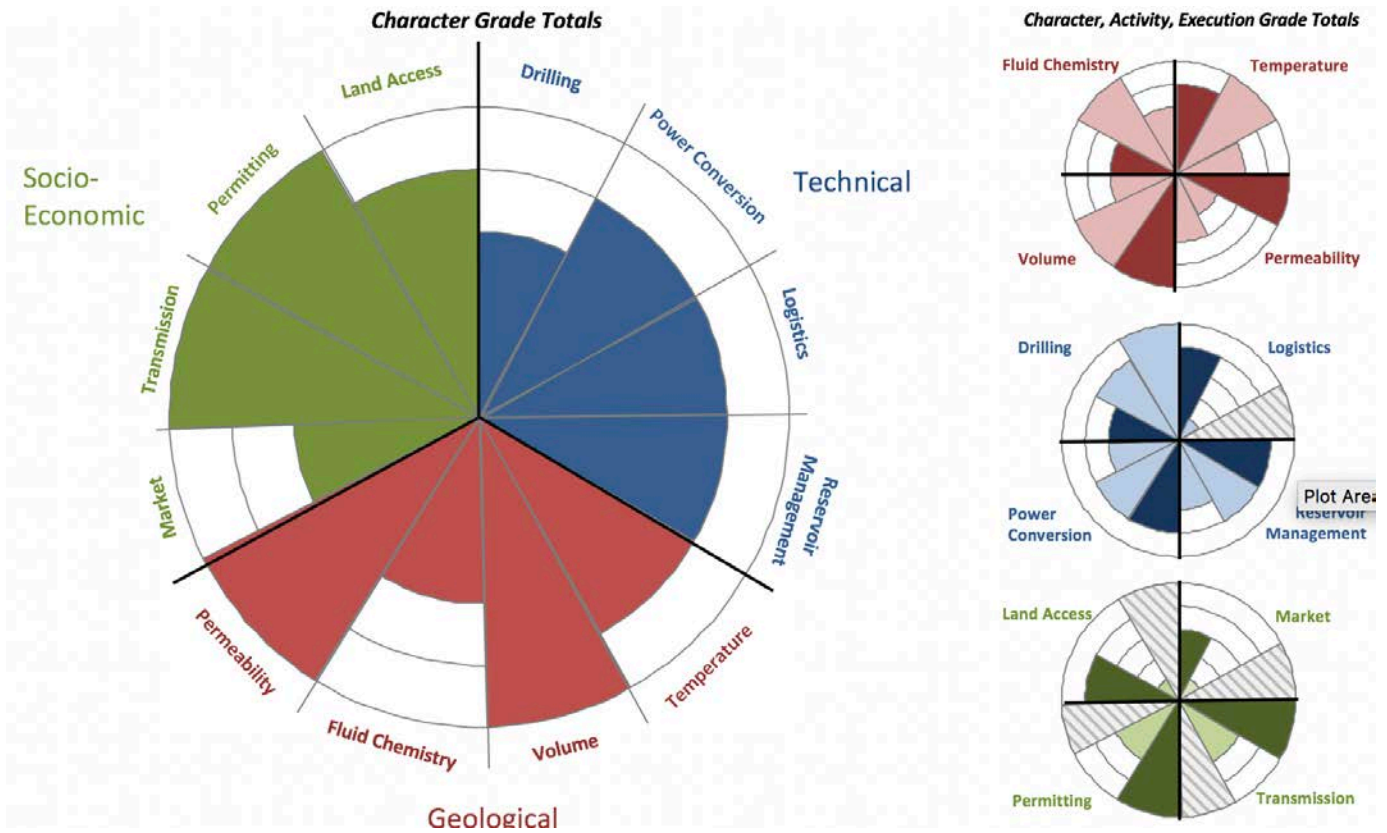 Character Grade Totals
Land Access
Drilling
Permitting
Power Conversion
Socio-
Economic
Technical
Transmission
Logistics
Market
Reservoir
Management
Permeability
Temperature
Fluid Chemistry
Volume
Geological
Character, Activity, Execution Grade Totals
Fluid Chemistry
Temperature
Volume
Permeability
Drilling
Logistics
Plot Area
Power
Conversion
Reservoir
Management
Land Access
Market
Permitting
Transmission